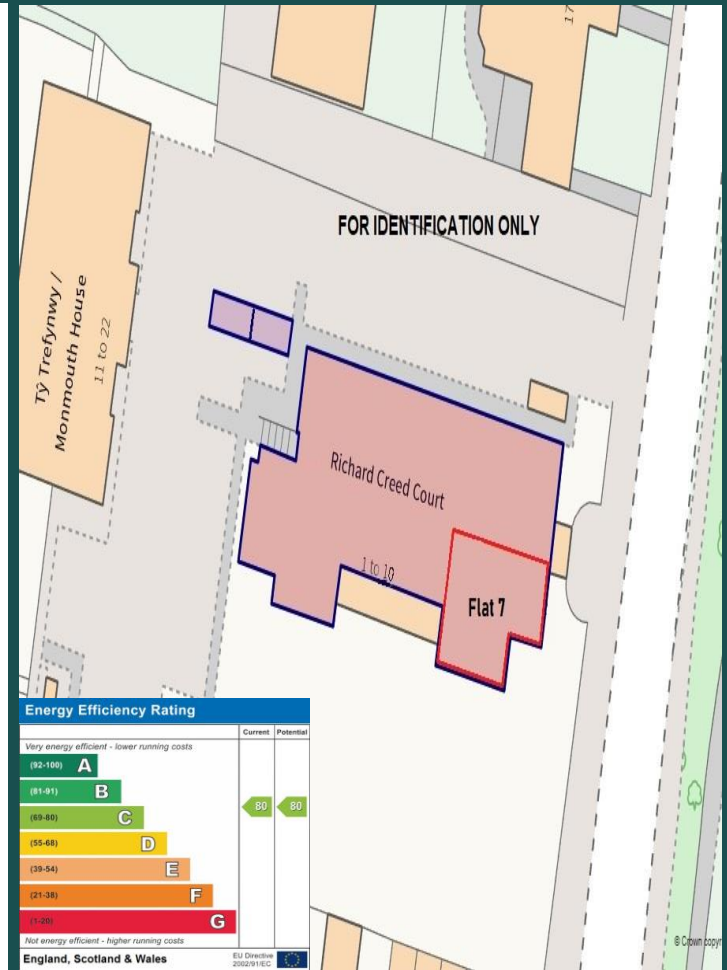 17
FOR IDENTIFICATION ONLY
Tŷ Trefynwy /
Monmouth House
11 to 22
Richard Creed Court
1 to 10
Flat 7
Energy Efficiency Rating
Current Potential
Very energy efficient - lower running costs
(92-100) A
(81-91) B
(69-80) C
80 80
(55-68) D
(39-54) E
(21-38) F
(1-20) G
Not energy efficient - higher running costs
England, Scotland & Wales
EU Directive
2002/91/EC
© Crown copyr